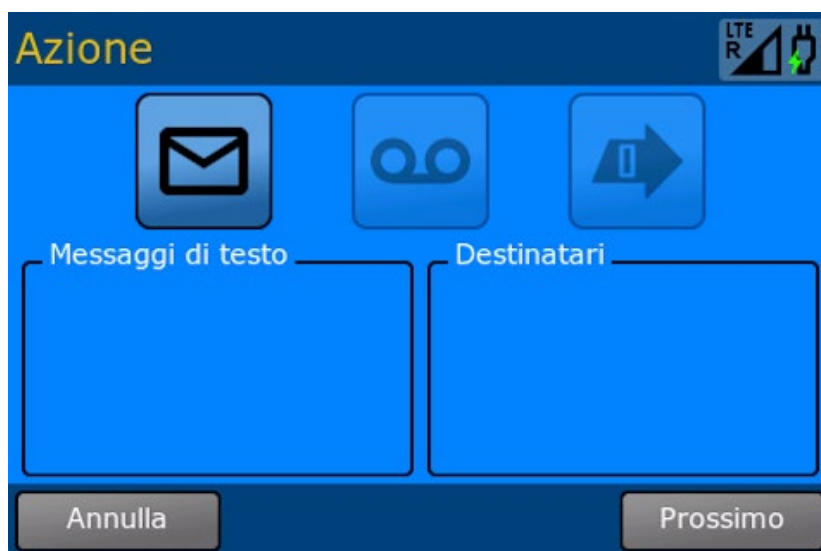 Azione
LTE
R
Messaggi di testo
Destinatari
Annulla
Prossimo